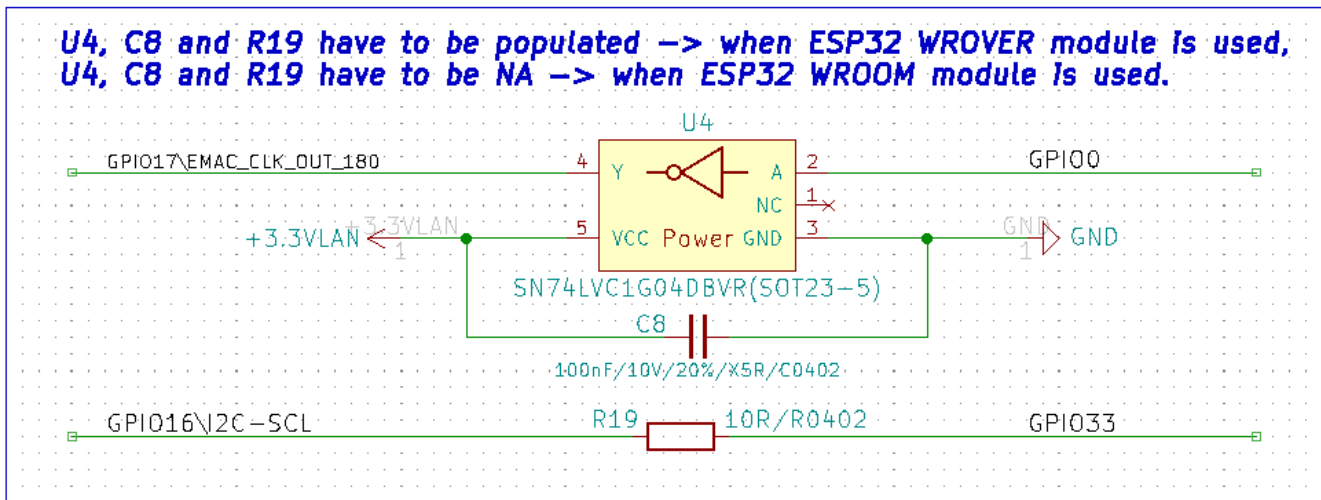 U4, C8 and R19 have to be populated -> when ESP32 WROVER module is used,
U4, C8 and R19 have to be NA -> when ESP32 WROOM module is used.
U4
GPIO17\EMAC_CLK_OUT_180
4
Y
A
2
GPIO0
NC
1
+3.3VLAN
+3.3VLAN
1
5
VCC
Power
GND
3
GND
1
GND
SN74LVC1G04DBVR(SOT23-5)
C8
100nF/10V/20%/X5R/C0402
GPIO16\I2C-SCL
R19
10R/R0402
GPIO33